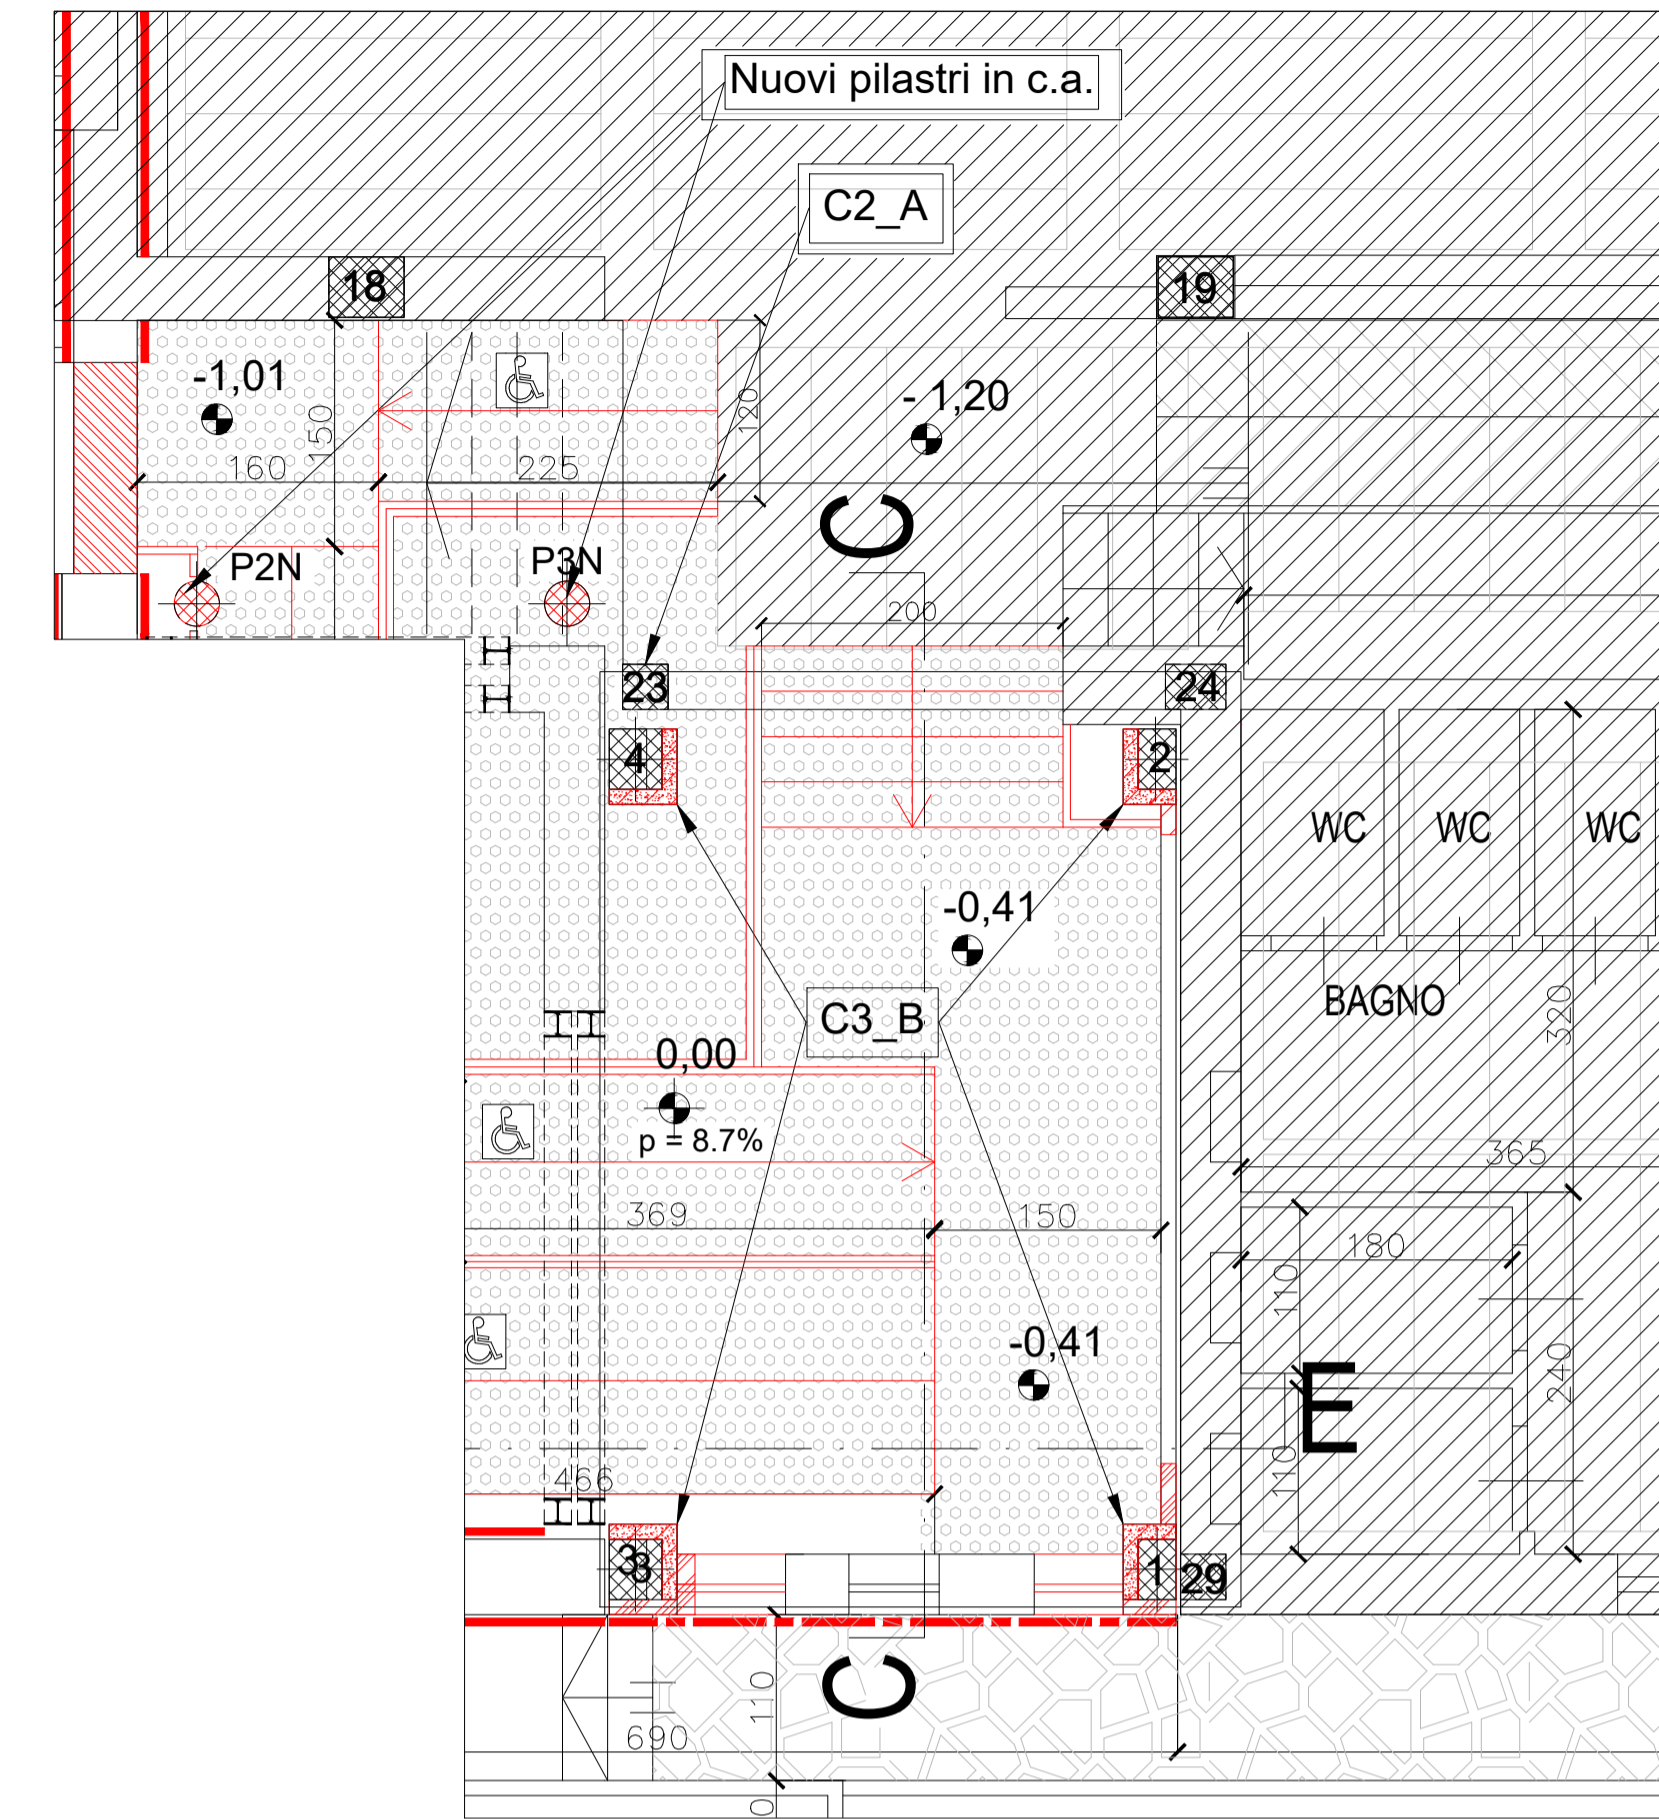 Nuovi pilastri in c.a.
C2_A
18
19
-1,01
- 1,20
120
150
160
225
C
P2N
P3N
200
23
24
4
2
WC
WC
WC
-0,41
C3_B
BAGNO
320
0,00
p = 8.7%
365
369
150
180
110
-0,41
240
E
466
110
3
3
1
29
C
110
690
0